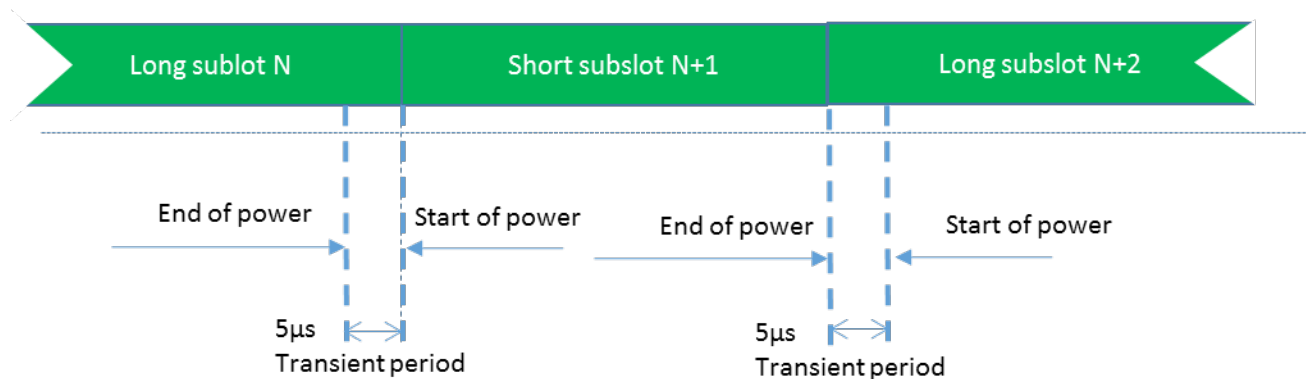 Long sublot N
Short subslot N+1
Long subslot N+2
End of power
Start of power
End of power
Start of power
5µs
Transient period
5µs
Transient period